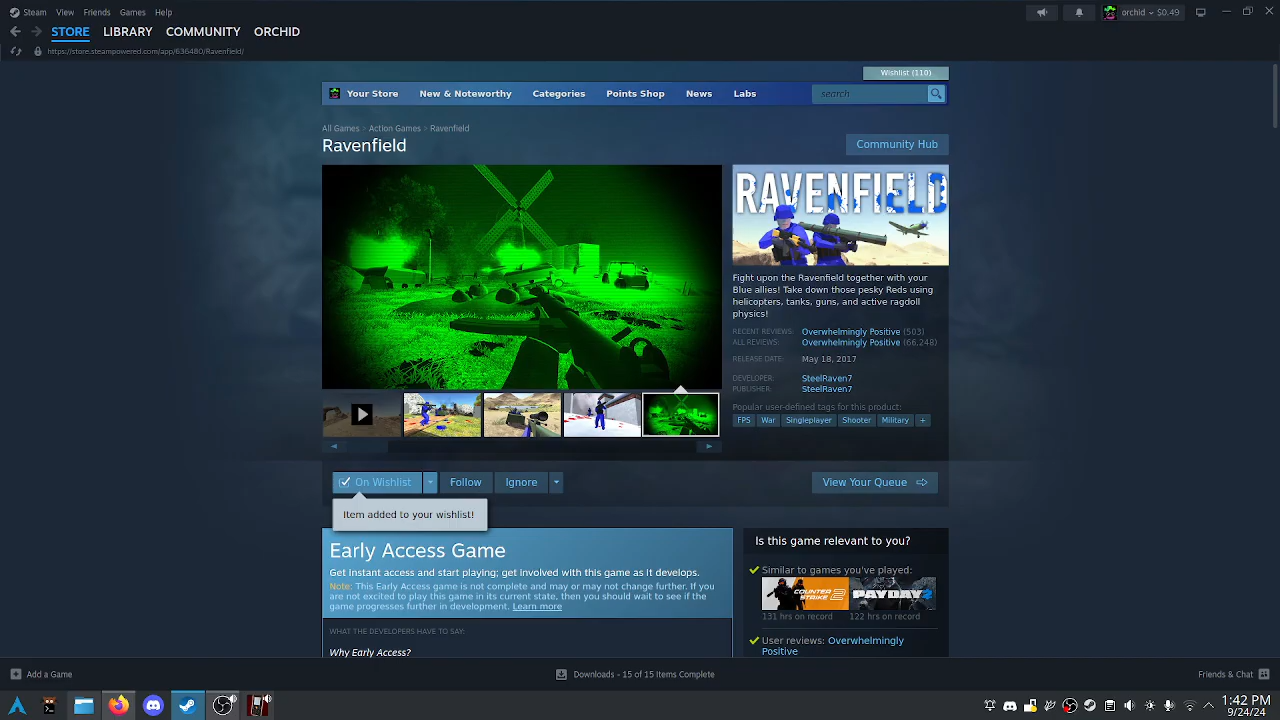 Steam View Friends Games Help
orchid $0.49
STORE LIBRARY COMMUNITY ORCHID
https://store.steampowered.com/app/636480/Ravenfield/
Wishlist (110)
Your Store New & Noteworthy Categories Points Shop News Labs search
All Games > Action Games > Ravenfield
Ravenfield
Community Hub
RAVENFIELD
Fight upon the Ravenfield together with your
Blue allies! Take down those pesky Reds using
helicopters, tanks, guns, and active ragdoll
physics!
RECENT REVIEWS: Overwhelmingly Positive (503)
ALL REVIEWS: Overwhelmingly Positive (66,248)
RELEASE DATE: May 18, 2017
DEVELOPER: SteelRaven7
PUBLISHER: SteelRaven7
Popular user-defined tags for this product:
FPS War Singleplayer Shooter Military +
On Wishlist Follow Ignore View Your Queue
Item added to your wishlist!
Early Access Game
Get instant access and start playing; get involved with this game as it develops.
Note: This Early Access game is not complete and may or may not change further. If you
are not excited to play this game in its current state, then you should wait to see if the
game progresses further in development. Learn more
WHAT THE DEVELOPERS HAVE TO SAY:
Why Early Access?
Is this game relevant to you?
Similar to games you've played:
COUNTER STRIKE 2 PAYDAY 2
131 hrs on record 122 hrs on record
User reviews: Overwhelmingly
Positive
Add a Game Downloads - 15 of 15 Items Complete Friends & Chat
1:42 PM
9/24/24